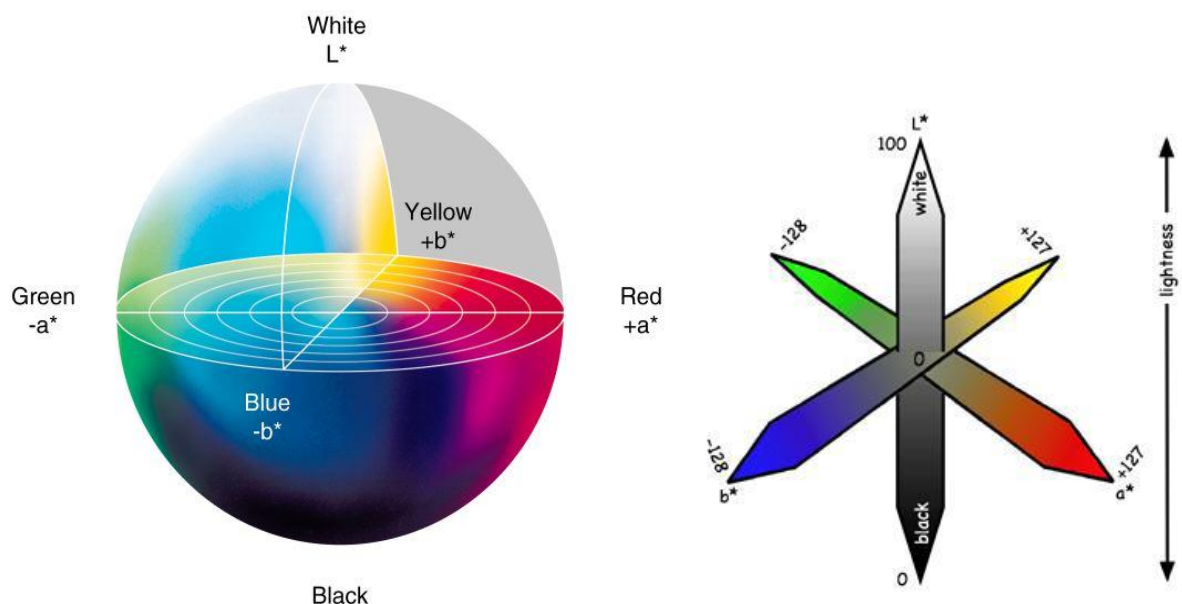 White
L*
Yellow
+b*
Green
-a*
Red
+a*
Blue
-b*
Black
L*
100
white
-128
+127
0
-128
b*
+127
a*
black
0
lightness